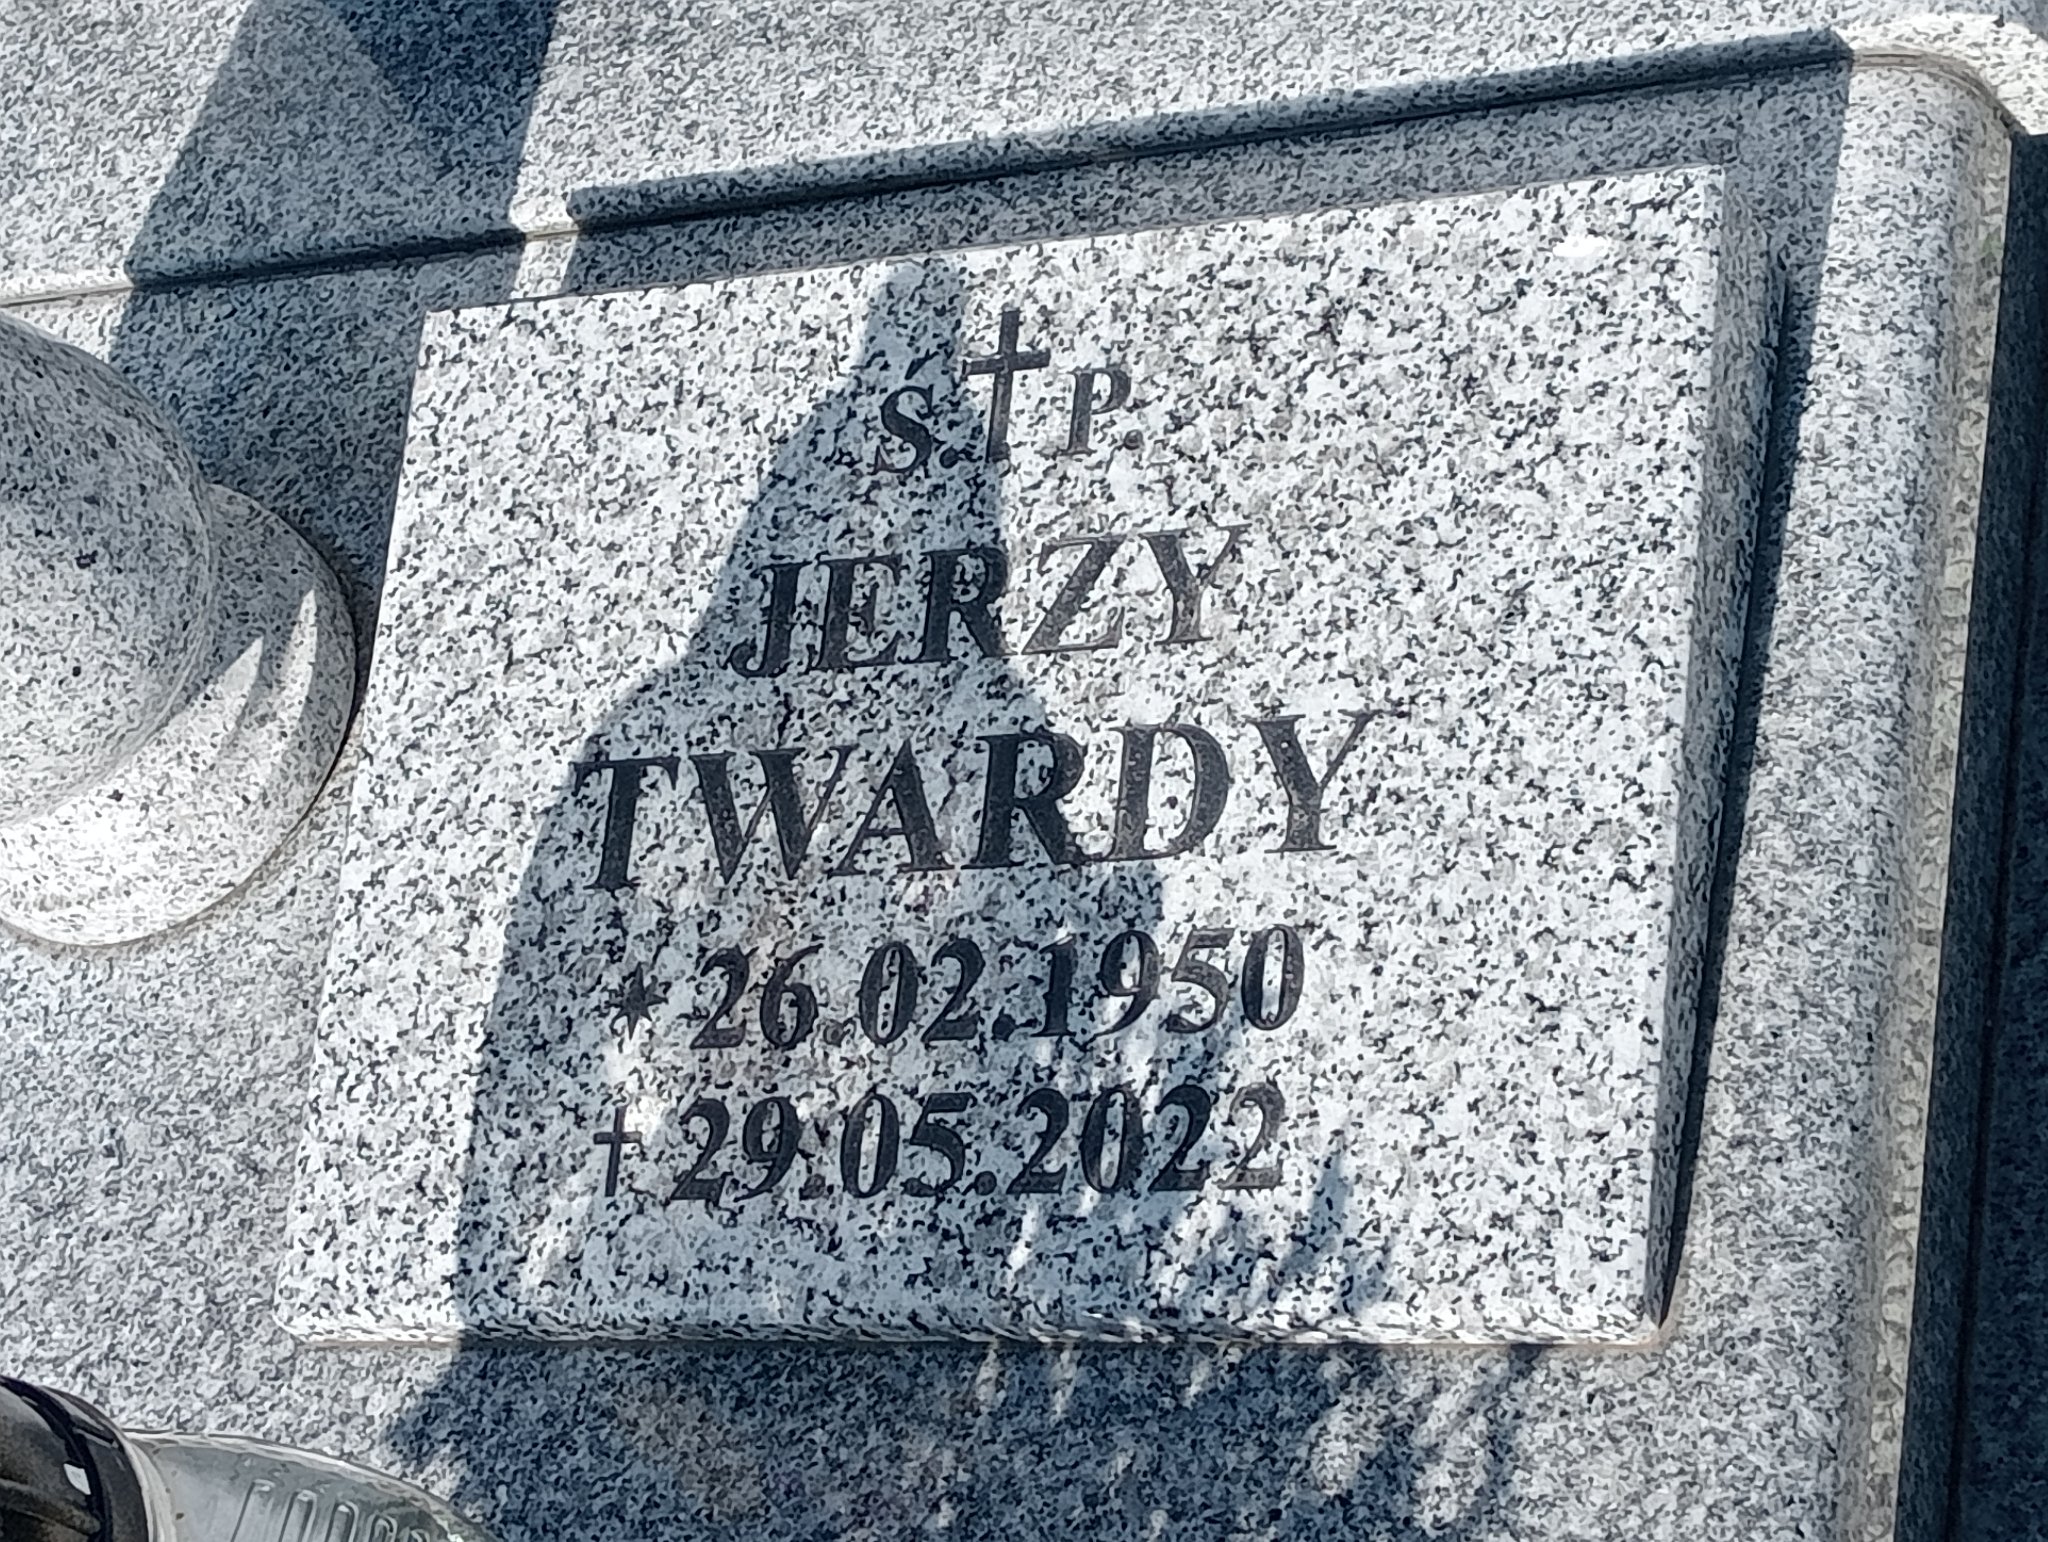 Ś.†P.
JERZY
TWARDY
* 26.02.1950
† 29.05.2022